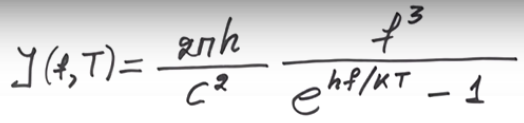 J(f,T) = 2πh/c² f³/(e^{hf/KT} - 1)